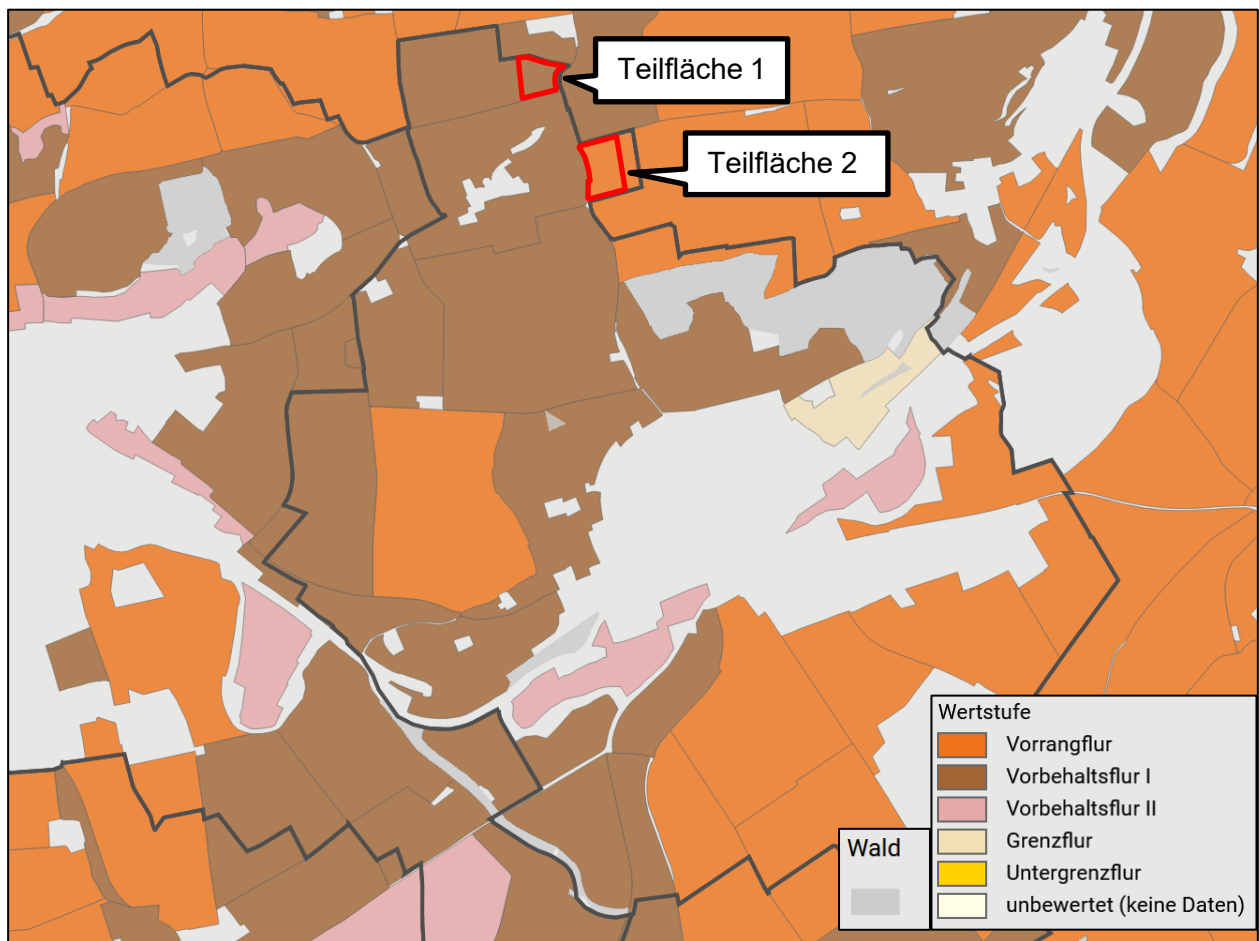 Teilfläche 1
Teilfläche 2
Wertstufe
Vorrangflur
Vorbehaltsflur I
Vorbehaltsflur II
Grenzflur
Untergrenzflur
unbewertet (keine Daten)
Wald